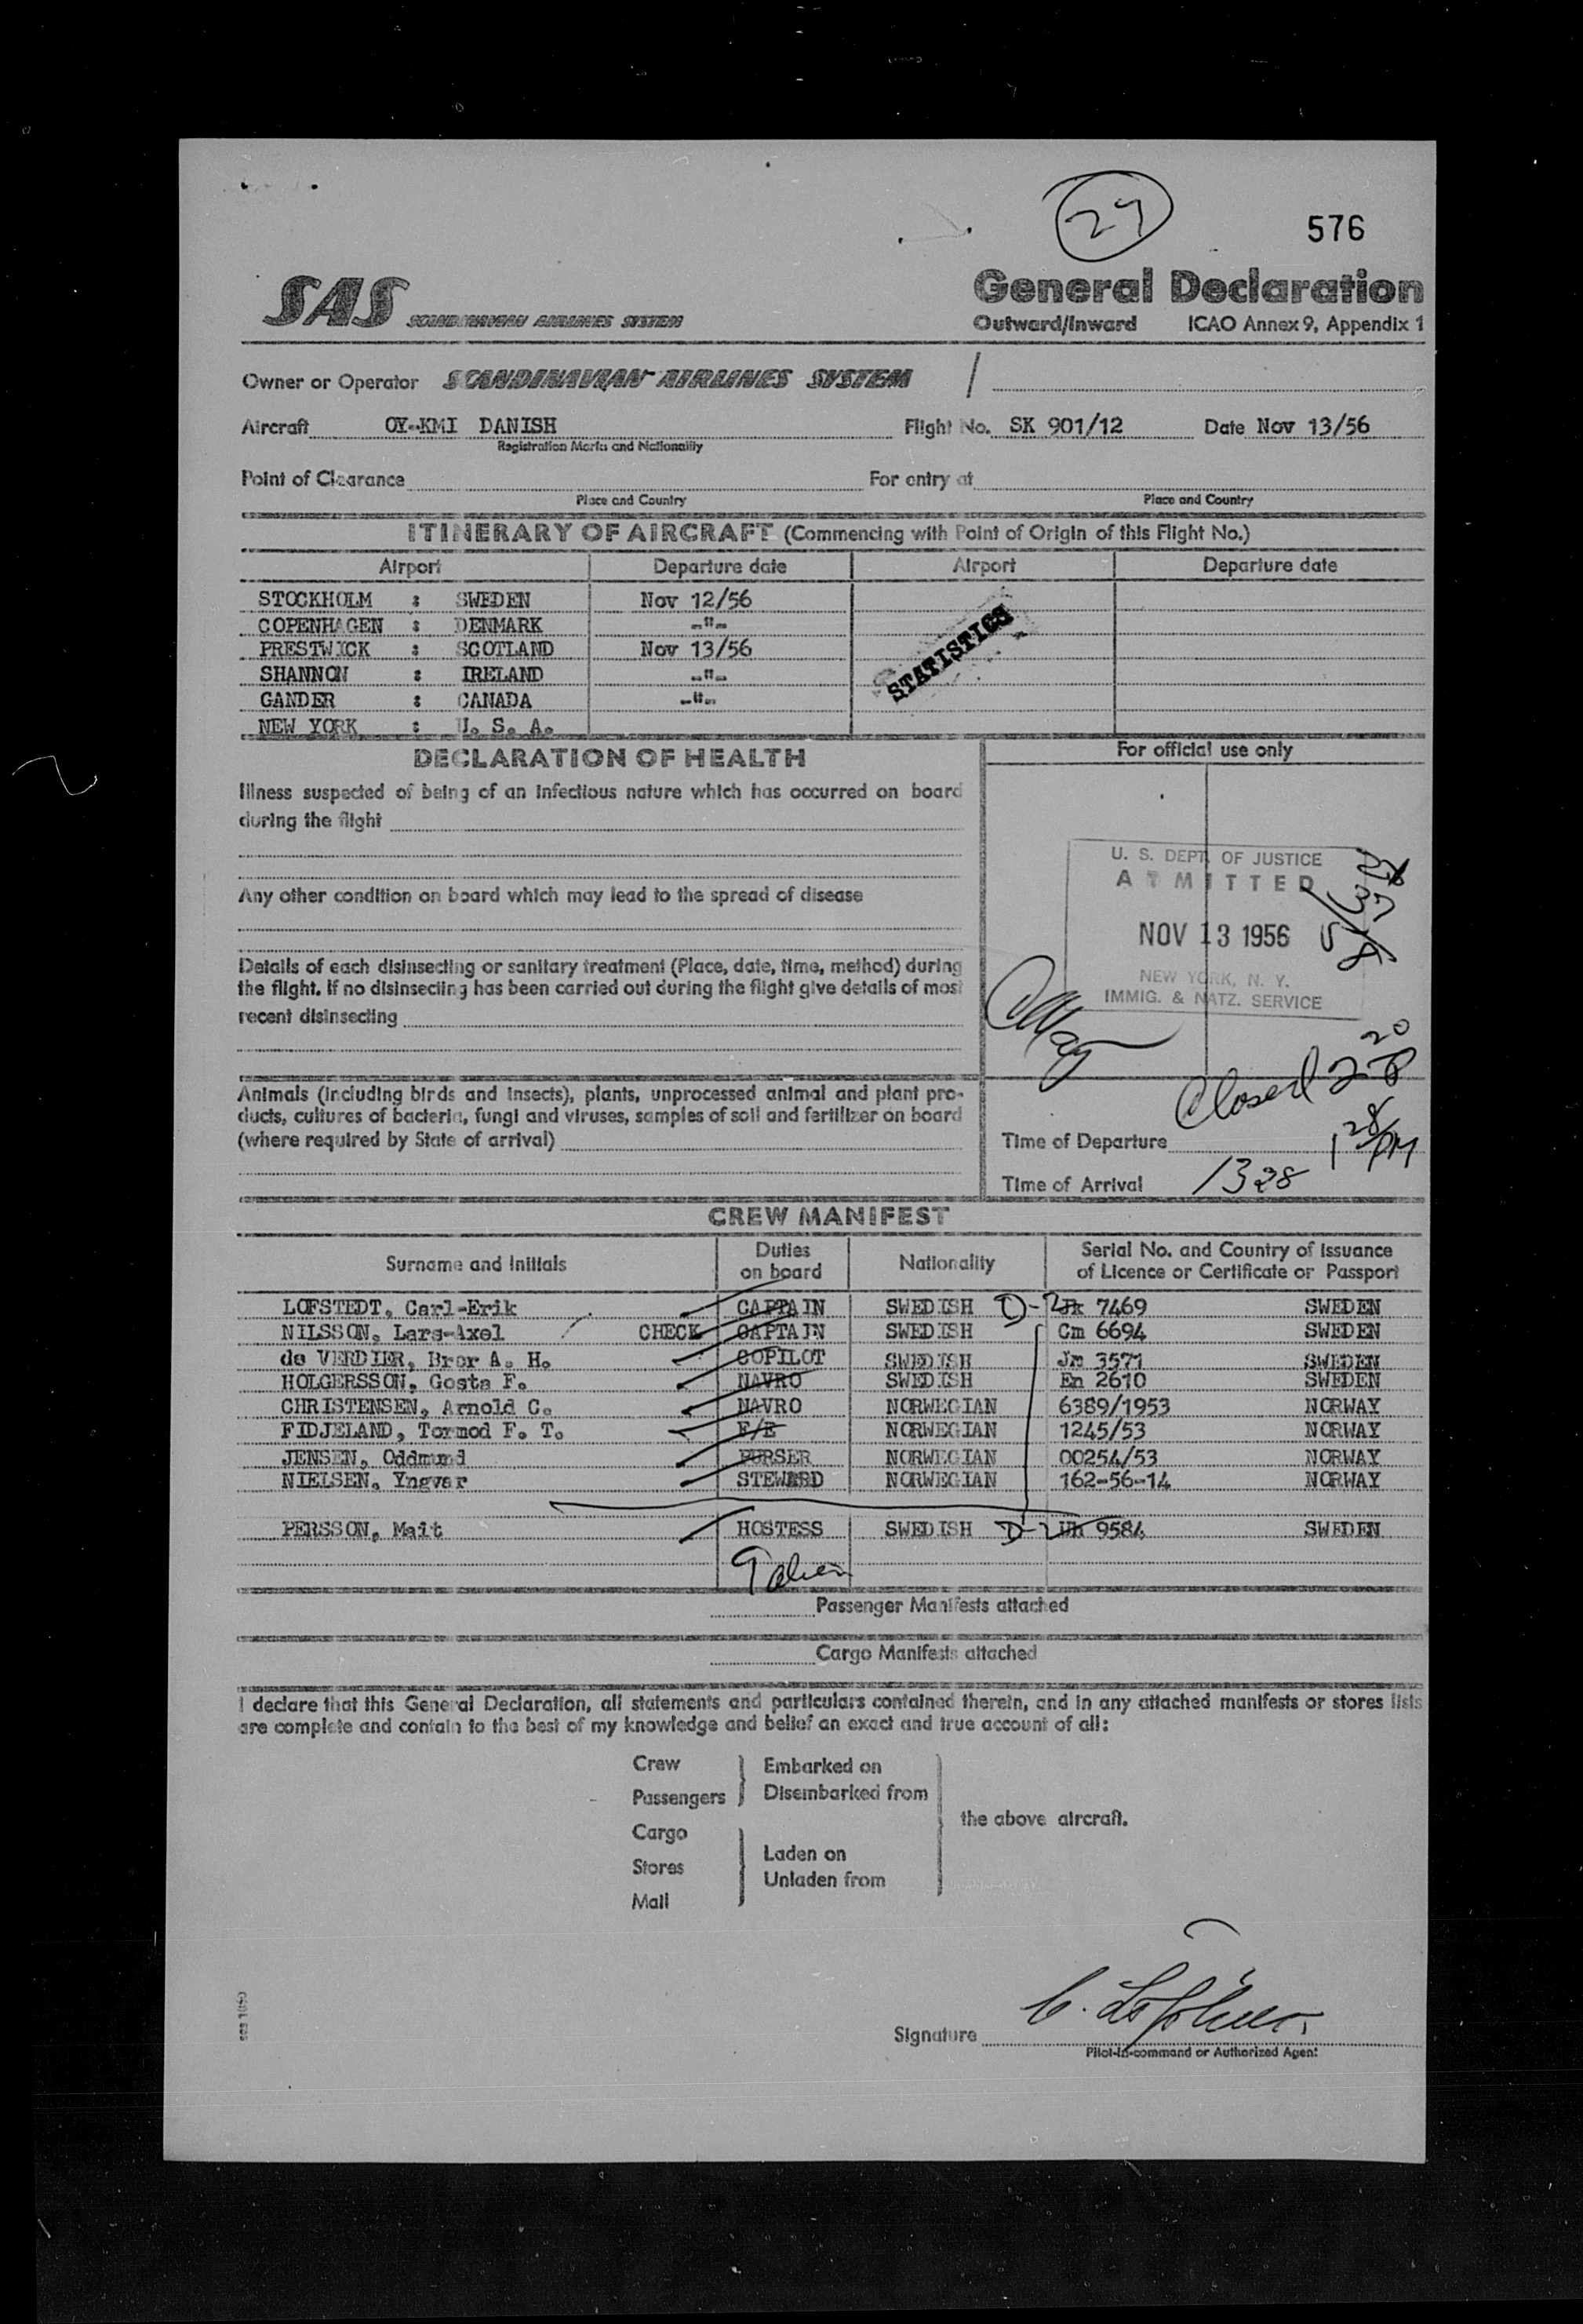 27
576
SAS SCANDINAVIAN AIRLINES SYSTEM
General Declaration
Outward/Inward ICAO Annex 9, Appendix 1
Owner or Operator SCANDINAVIAN AIRLINES SYSTEM /
Aircraft OY-KMI DANISH Flight No. SK 901/12 Date Nov 13/56
Registration Marks and Nationality
Point of Clearance For entry at
Place and Country Place and Country
ITINERARY OF AIRCRAFT (Commencing with Point of Origin of this Flight No.)
Airport Departure date Airport Departure date
STOCKHOLM : SWEDEN Nov 12/56
COPENHAGEN : DENMARK -"-
PRESTWICK : SCOTLAND Nov 13/56
SHANNON : IRELAND -"-
GANDER : CANADA -"-
NEW YORK : U. S. A.
STATISTICS
DECLARATION OF HEALTH
Illness suspected of being of an infectious nature which has occurred on board
during the flight
Any other condition on board which may lead to the spread of disease
Details of each disinsecting or sanitary treatment (Place, date, time, method) during
the flight. If no disinsecting has been carried out during the flight give details of most
recent disinsecting
Animals (including birds and insects), plants, unprocessed animal and plant pro-
ducts, cultures of bacteria, fungi and viruses, samples of soil and fertilizer on board
(where required by State of arrival)
For official use only
U. S. DEPT. OF JUSTICE
ADMITTED
NOV 13 1956
NEW YORK, N. Y.
IMMIG. & NATZ. SERVICE
Closed 2 20 P
Time of Departure 1 28 PM
Time of Arrival 13 28
CREW MANIFEST
Surname and Initials Duties on board Nationality Serial No. and Country of Issuance of Licence or Certificate or Passport
LOFSTEDT, Carl-Erik CAPTAIN SWEDISH D-2 Jk 7469 SWEDEN
NILSSON, Lars-Axel CHECK CAPTAIN SWEDISH Cm 6694 SWEDEN
de VERDIER, Bror A. H. COPILOT SWEDISH Jm 3571 SWEDEN
HOLGERSSON, Gosta F. NAVRO SWEDISH En 2610 SWEDEN
CHRISTENSEN, Arnold C. NAVRO NORWEGIAN 6389/1953 NORWAY
FIDJELAND, Tormod F. T. F/E NORWEGIAN 1245/53 NORWAY
JENSEN, Oddmund PURSER NORWEGIAN 00254/53 NORWAY
NIELSEN, Yngvar STEWARD NORWEGIAN 162-56-14 NORWAY
PERSSON, Mait HOSTESS SWEDISH D-2 9584 SWEDEN
9 alien
Passenger Manifests attached
Cargo Manifests attached
I declare that this General Declaration, all statements and particulars contained therein, and in any attached manifests or stores lists
are complete and contain to the best of my knowledge and belief an exact and true account of all:
Crew
Passengers
Cargo
Stores
Mail
Embarked on
Disembarked from
Laden on
Unladen from
the above aircraft.
Signature
Pilot-in-command or Authorized Agent